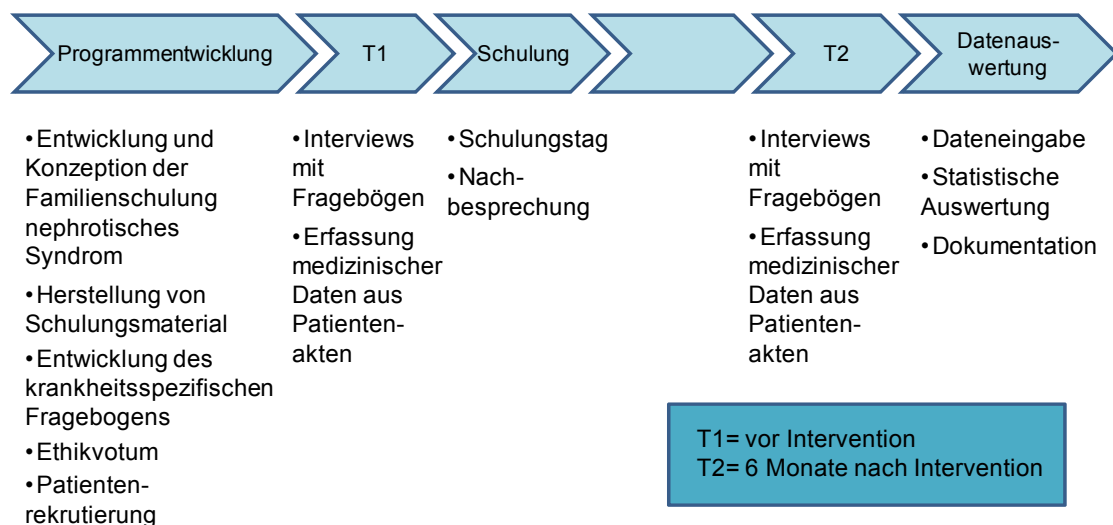 Programmentwicklung
T1
Schulung
T2
Datenaus-
wertung
•Entwicklung und
Konzeption der
Familienschulung
nephrotisches
Syndrom
•Herstellung von
Schulungsmaterial
•Entwicklung des
krankheitsspezifischen
Fragebogens
•Ethikvotum
•Patienten-
rekrutierung
•Interviews
mit
Fragebögen
•Erfassung
medizinischer
Daten aus
Patienten-
akten
•Schulungstag
•Nach-
besprechung
•Interviews
mit
Fragebögen
•Erfassung
medizinischer
Daten aus
Patienten-
akten
•Dateneingabe
•Statistische
Auswertung
•Dokumentation
T1= vor Intervention
T2= 6 Monate nach Intervention